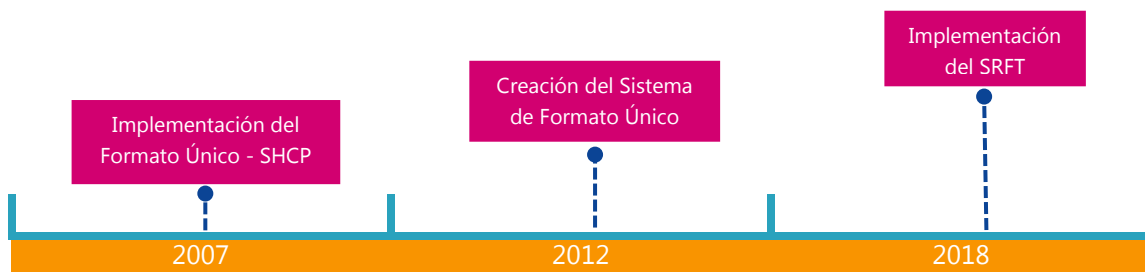 Implementación del
Formato Único - SHCP
Creación del Sistema
de Formato Único
Implementación
del SRFT
2007
2012
2018